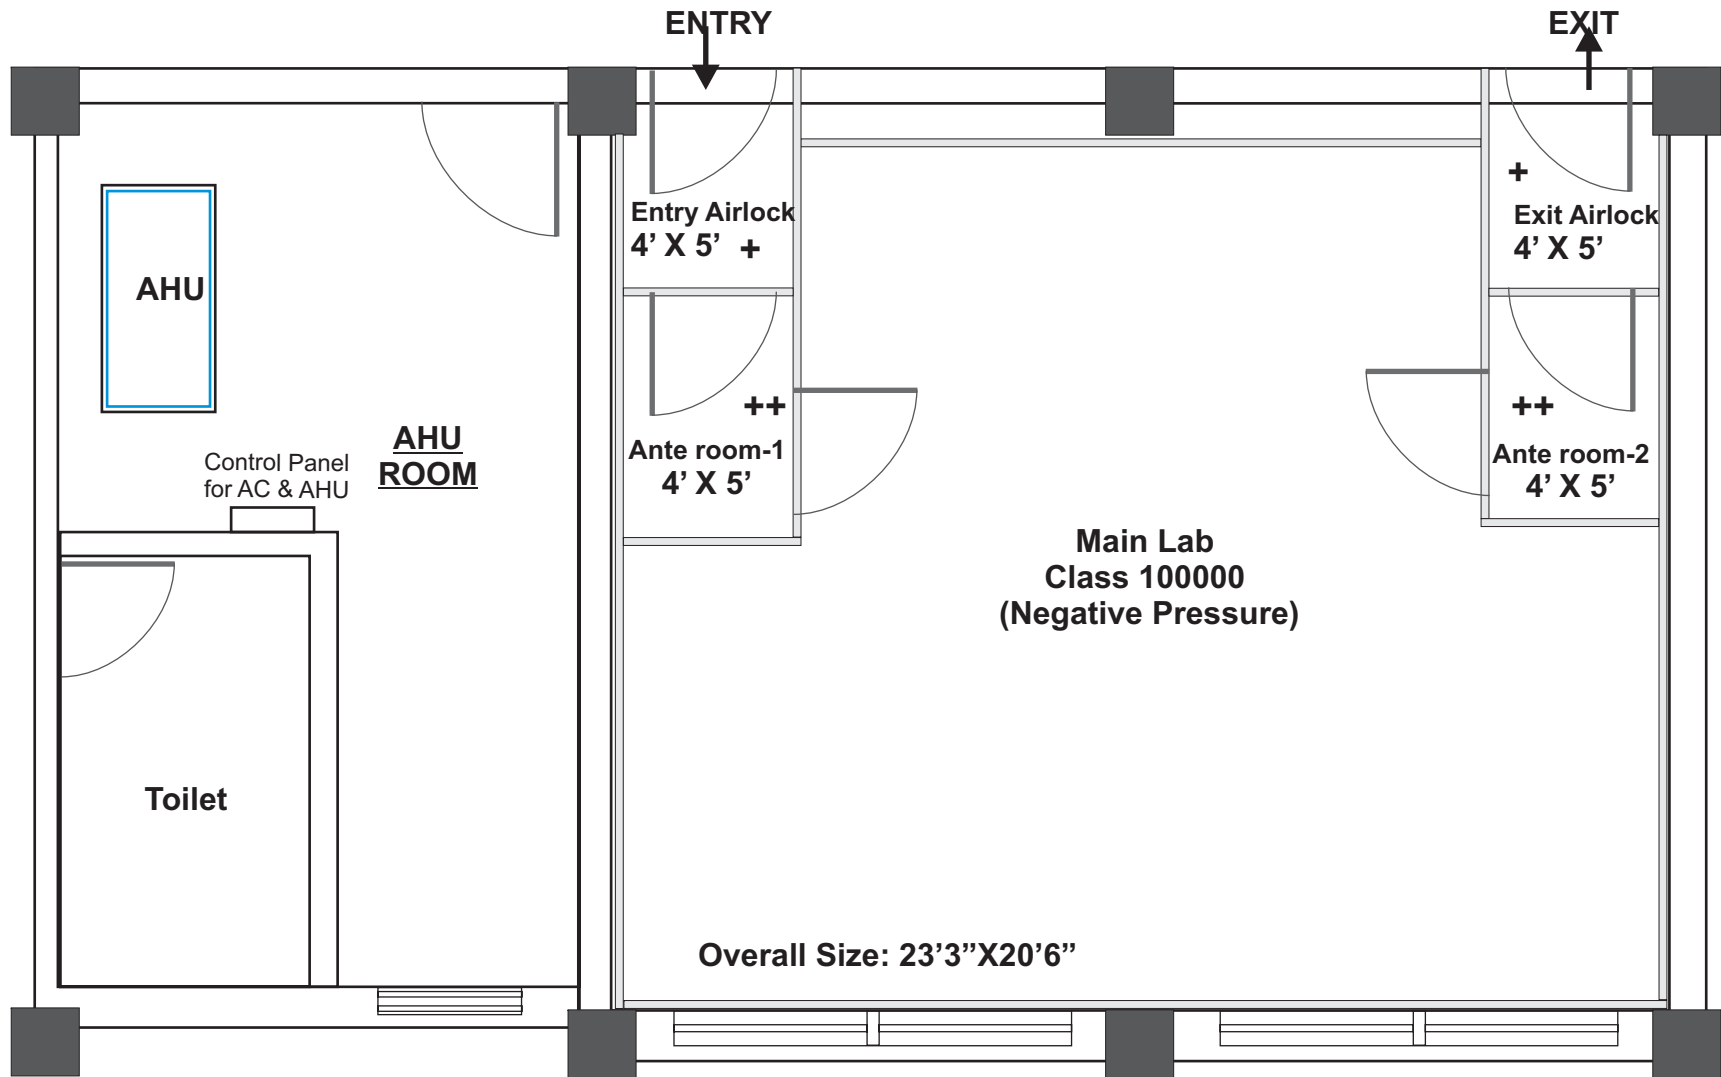 ENTRY
EXIT
Entry Airlock
4’ X 5’ +
+
Exit Airlock
4’ X 5’
AHU
++
Ante room-1
4’ X 5’
++
Ante room-2
4’ X 5’
AHU
ROOM
Control Panel
for AC & AHU
Main Lab
Class 100000
(Negative Pressure)
Toilet
Overall Size: 23’3”X20’6”